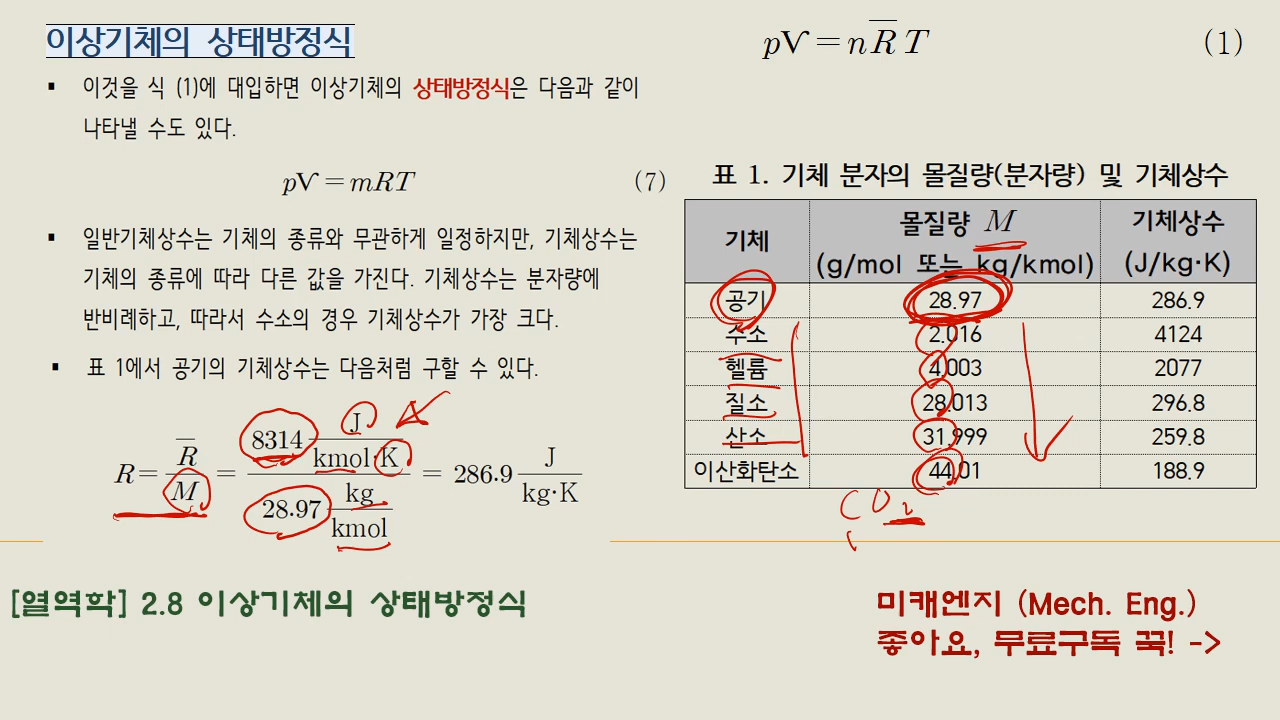 이상기체의 상태방정식
pV = nR̅T (1)
▪ 이것을 식 (1)에 대입하면 이상기체의 상태방정식은 다음과 같이
나타낼 수도 있다.
pV = mRT (7)
▪ 일반기체상수는 기체의 종류와 무관하게 일정하지만, 기체상수는
기체의 종류에 따라 다른 값을 가진다. 기체상수는 분자량에
반비례하고, 따라서 수소의 경우 기체상수가 가장 크다.
▪ 표 1에서 공기의 기체상수는 다음처럼 구할 수 있다.
R = R̅/M = (8314 J/(kmol·K)) / (28.97 kg/kmol) = 286.9 J/(kg·K)
표 1. 기체 분자의 몰질량(분자량) 및 기체상수
기체 몰질량 M (g/mol 또는 kg/kmol) 기체상수 (J/kg·K)
공기 28.97 286.9
수소 2.016 4124
헬륨 4.003 2077
질소 28.013 296.8
산소 31.999 259.8
이산화탄소 44.01 188.9
CO₂
[열역학] 2.8 이상기체의 상태방정식
미캐엔지 (Mech. Eng.)
좋아요, 무료구독 꾹! ->